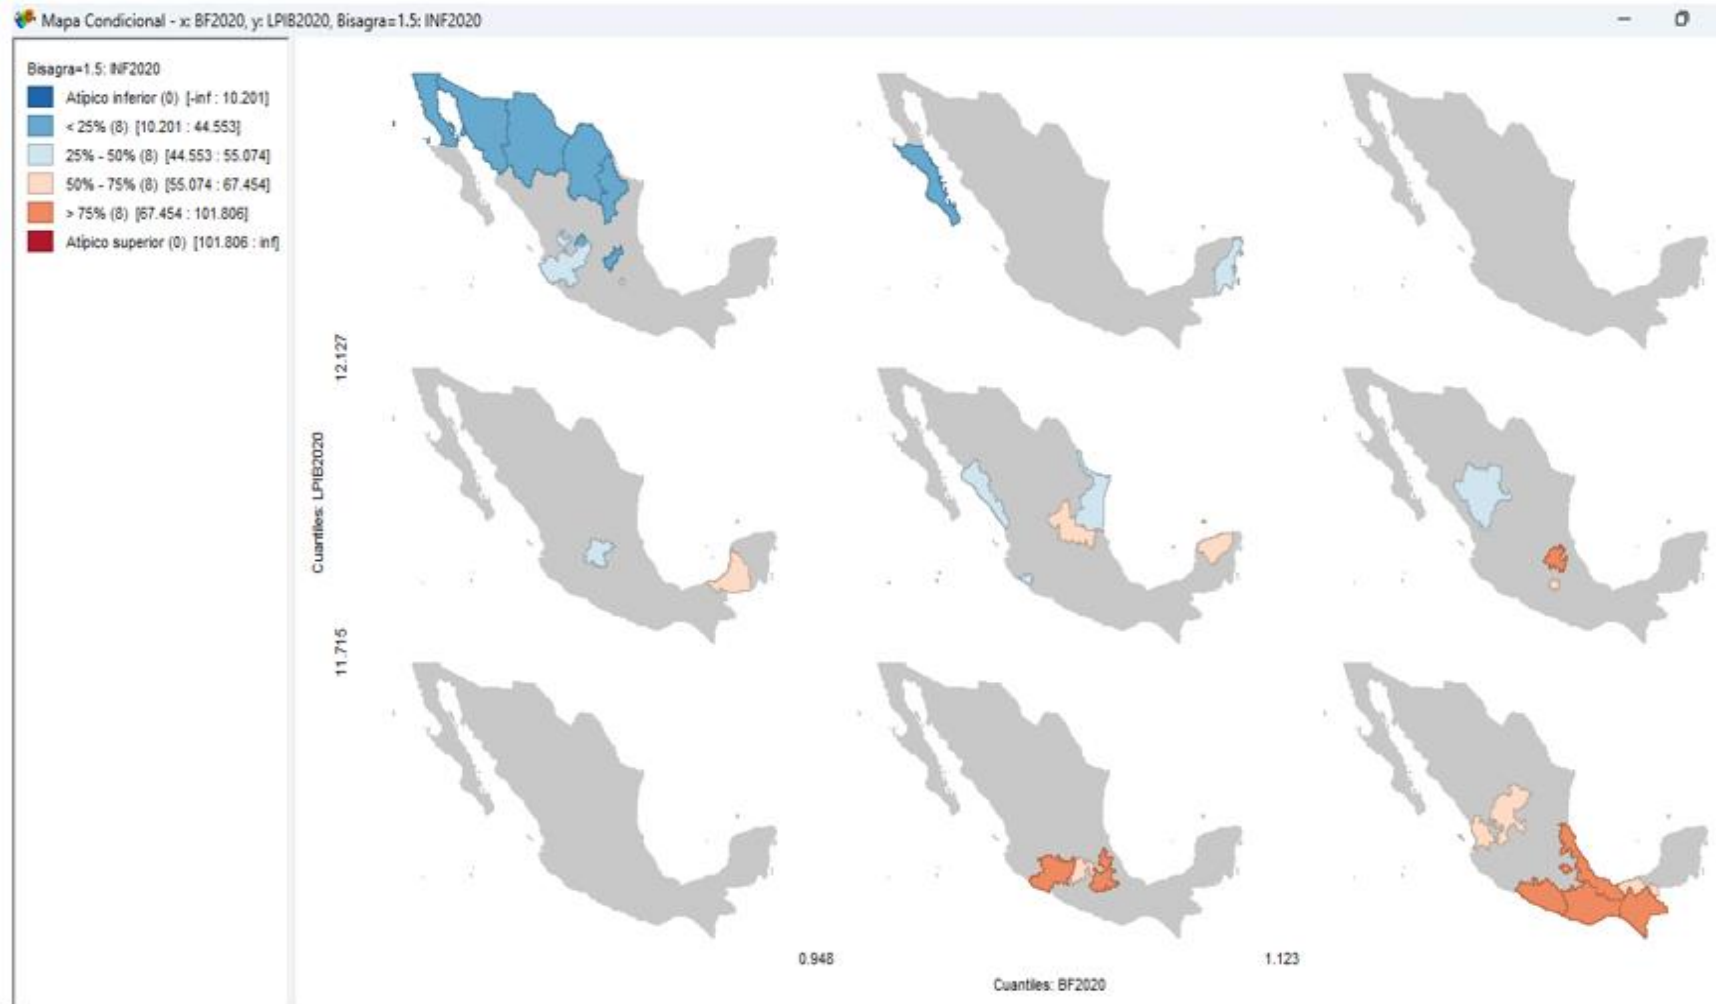 Mapa Condicional - x: BF2020, y: LPIB2020, Bisagra=1.5: INF2020
Bisagra=1.5: INF2020
Atípico inferior (0) [-inf : 10.201]
< 25% (8) [10.201 : 44.553]
25% - 50% (8) [44.553 : 55.074]
50% - 75% (8) [55.074 : 67.454]
> 75% (8) [67.454 : 101.806]
Atípico superior (0) [101.806 : inf]
12.127
Cuantiles: LPIB2020
11.715
0.948
1.123
Cuantiles: BF2020